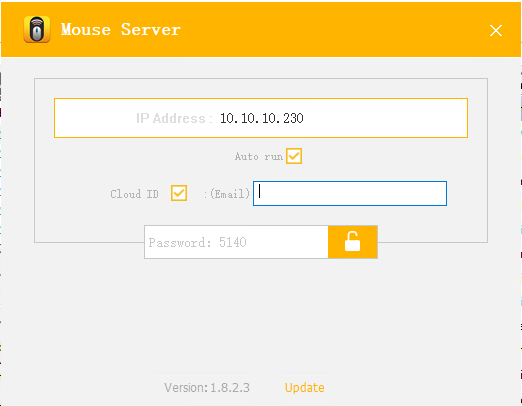 Mouse Server
IP Address : 10.10.10.230
Auto run
Cloud ID :(Email)
Password: 5140
Version: 1.8.2.3 Update